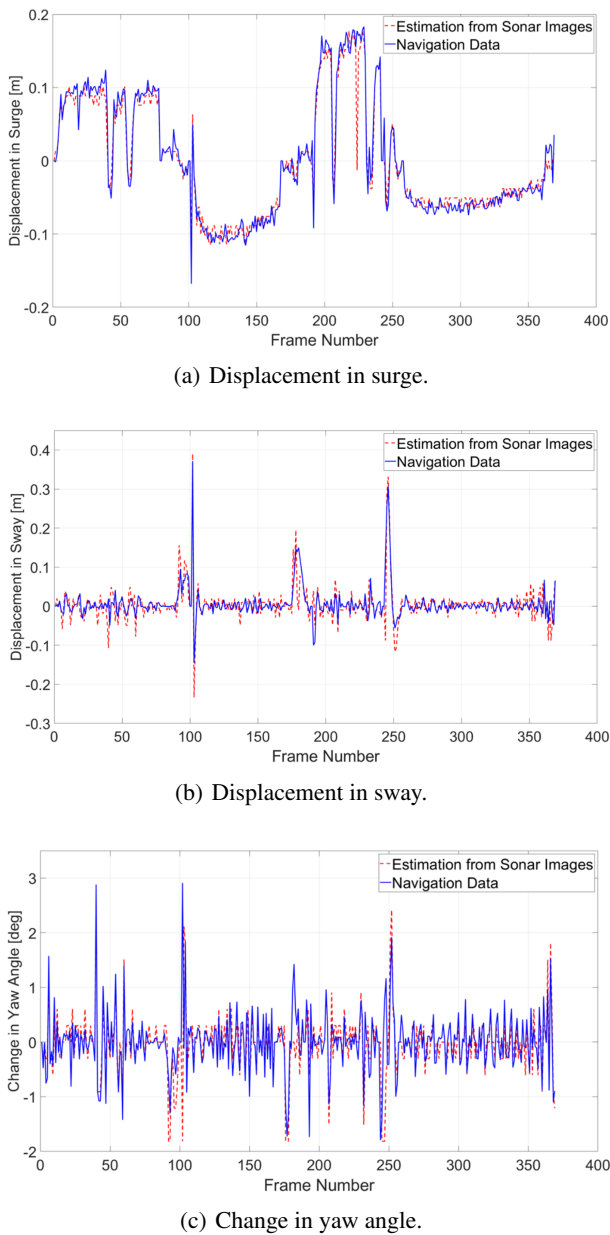 0.2
0.1
0
-0.1
-0.2
Displacement in Surge [m]
Estimation from Sonar Images
Navigation Data
0 50 100 150 200 250 300 350 400
Frame Number
(a) Displacement in surge.
0.4
0.3
0.2
0.1
0
-0.1
-0.2
-0.3
Displacement in Sway [m]
Estimation from Sonar Images
Navigation Data
0 50 100 150 200 250 300 350 400
Frame Number
(b) Displacement in sway.
3
2
1
0
-1
-2
Change in Yaw Angle [deg]
Estimation from Sonar Images
Navigation Data
0 50 100 150 200 250 300 350 400
Frame Number
(c) Change in yaw angle.